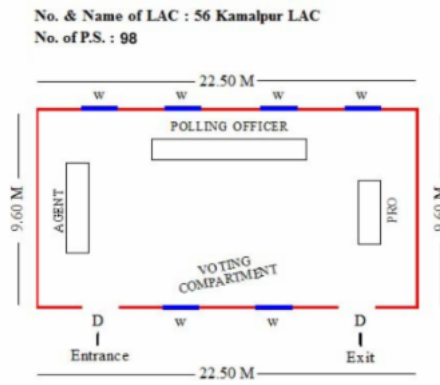 No. & Name of LAC : 56 Kamalpur LAC
No. of P.S. : 98
22.50 M
w w w w
POLLING OFFICER
9.60 M
AGENT
PRO
9.60 M
VOTING
COMPARTMENT
D w w D
Entrance Exit
22.50 M